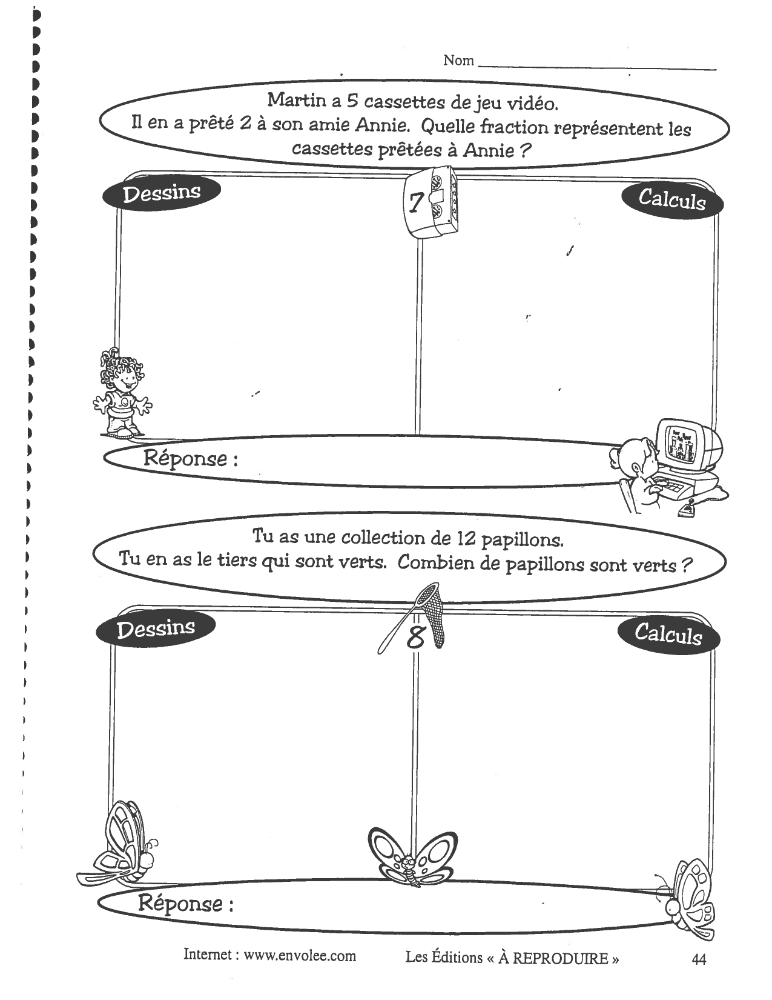 Nom
Martin a 5 cassettes de jeu vidéo.
Il en a prêté 2 à son amie Annie. Quelle fraction représentent les
cassettes prêtées à Annie ?
Dessins
7
Calculs
Réponse :
Tu as une collection de 12 papillons.
Tu en as le tiers qui sont verts. Combien de papillons sont verts ?
Dessins
8
Calculs
Réponse :
Internet : www.envolee.com Les Éditions « À REPRODUIRE » 44